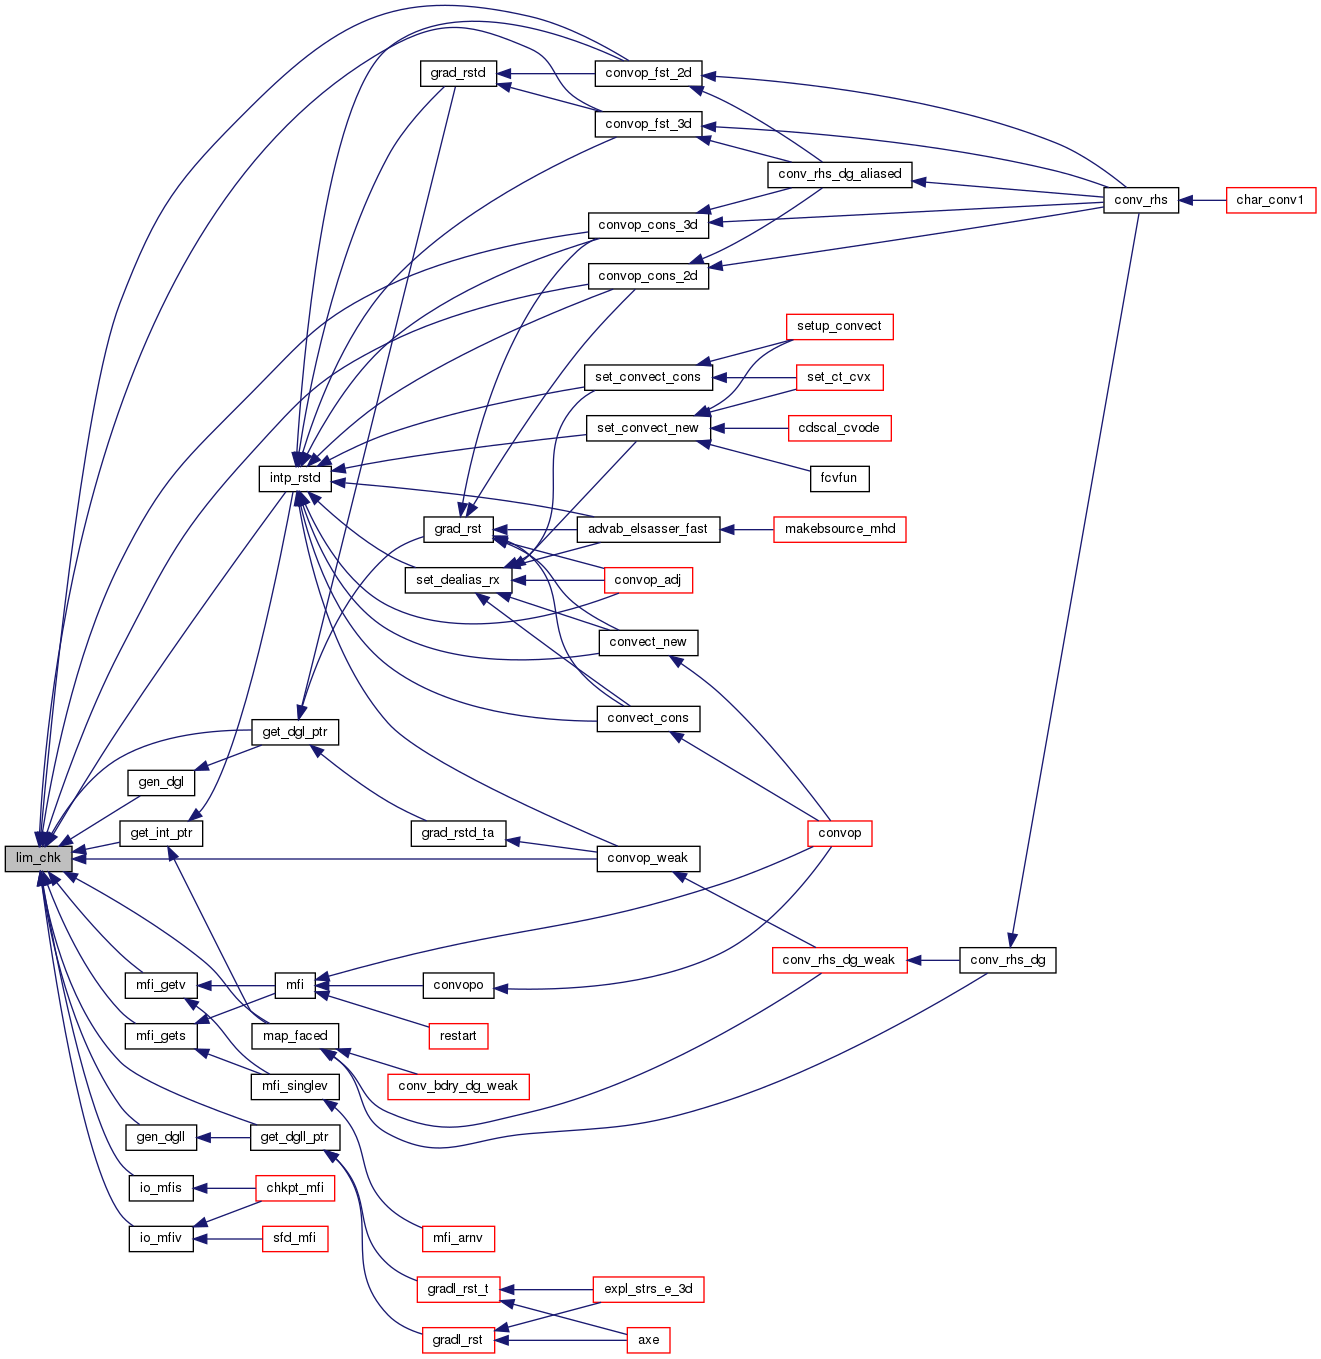 grad_rstd
convop_fst_2d
convop_fst_3d
conv_rhs_dg_aliased
conv_rhs
char_conv1
convop_cons_3d
convop_cons_2d
setup_convect
set_convect_cons
set_ct_cvx
set_convect_new
cdscal_cvode
intp_rstd
fcvfun
grad_rst
advab_elsasser_fast
makebsource_mhd
set_dealias_rx
convop_adj
convect_new
convect_cons
get_dgl_ptr
gen_dgl
get_int_ptr
grad_rstd_ta
convop
lim_chk
convop_weak
conv_rhs_dg_weak
conv_rhs_dg
mfi_getv
mfi
convopo
mfi_gets
map_faced
restart
mfi_singlev
conv_bdry_dg_weak
gen_dgll
get_dgll_ptr
io_mfis
chkpt_mfi
io_mfiv
sfd_mfi
mfi_arnv
gradl_rst_t
expl_strs_e_3d
gradl_rst
axe